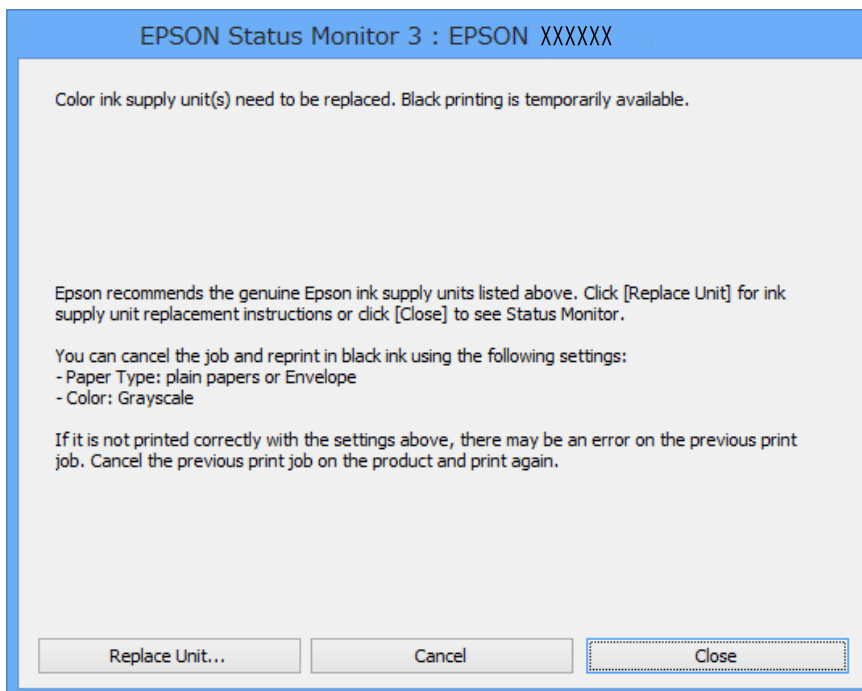 EPSON Status Monitor 3 : EPSON XXXXXX
Color ink supply unit(s) need to be replaced. Black printing is temporarily available.
Epson recommends the genuine Epson ink supply units listed above. Click [Replace Unit] for ink
supply unit replacement instructions or click [Close] to see Status Monitor.
You can cancel the job and reprint in black ink using the following settings:
- Paper Type: plain papers or Envelope
- Color: Grayscale
If it is not printed correctly with the settings above, there may be an error on the previous print
job. Cancel the previous print job on the product and print again.
Replace Unit...
Cancel
Close